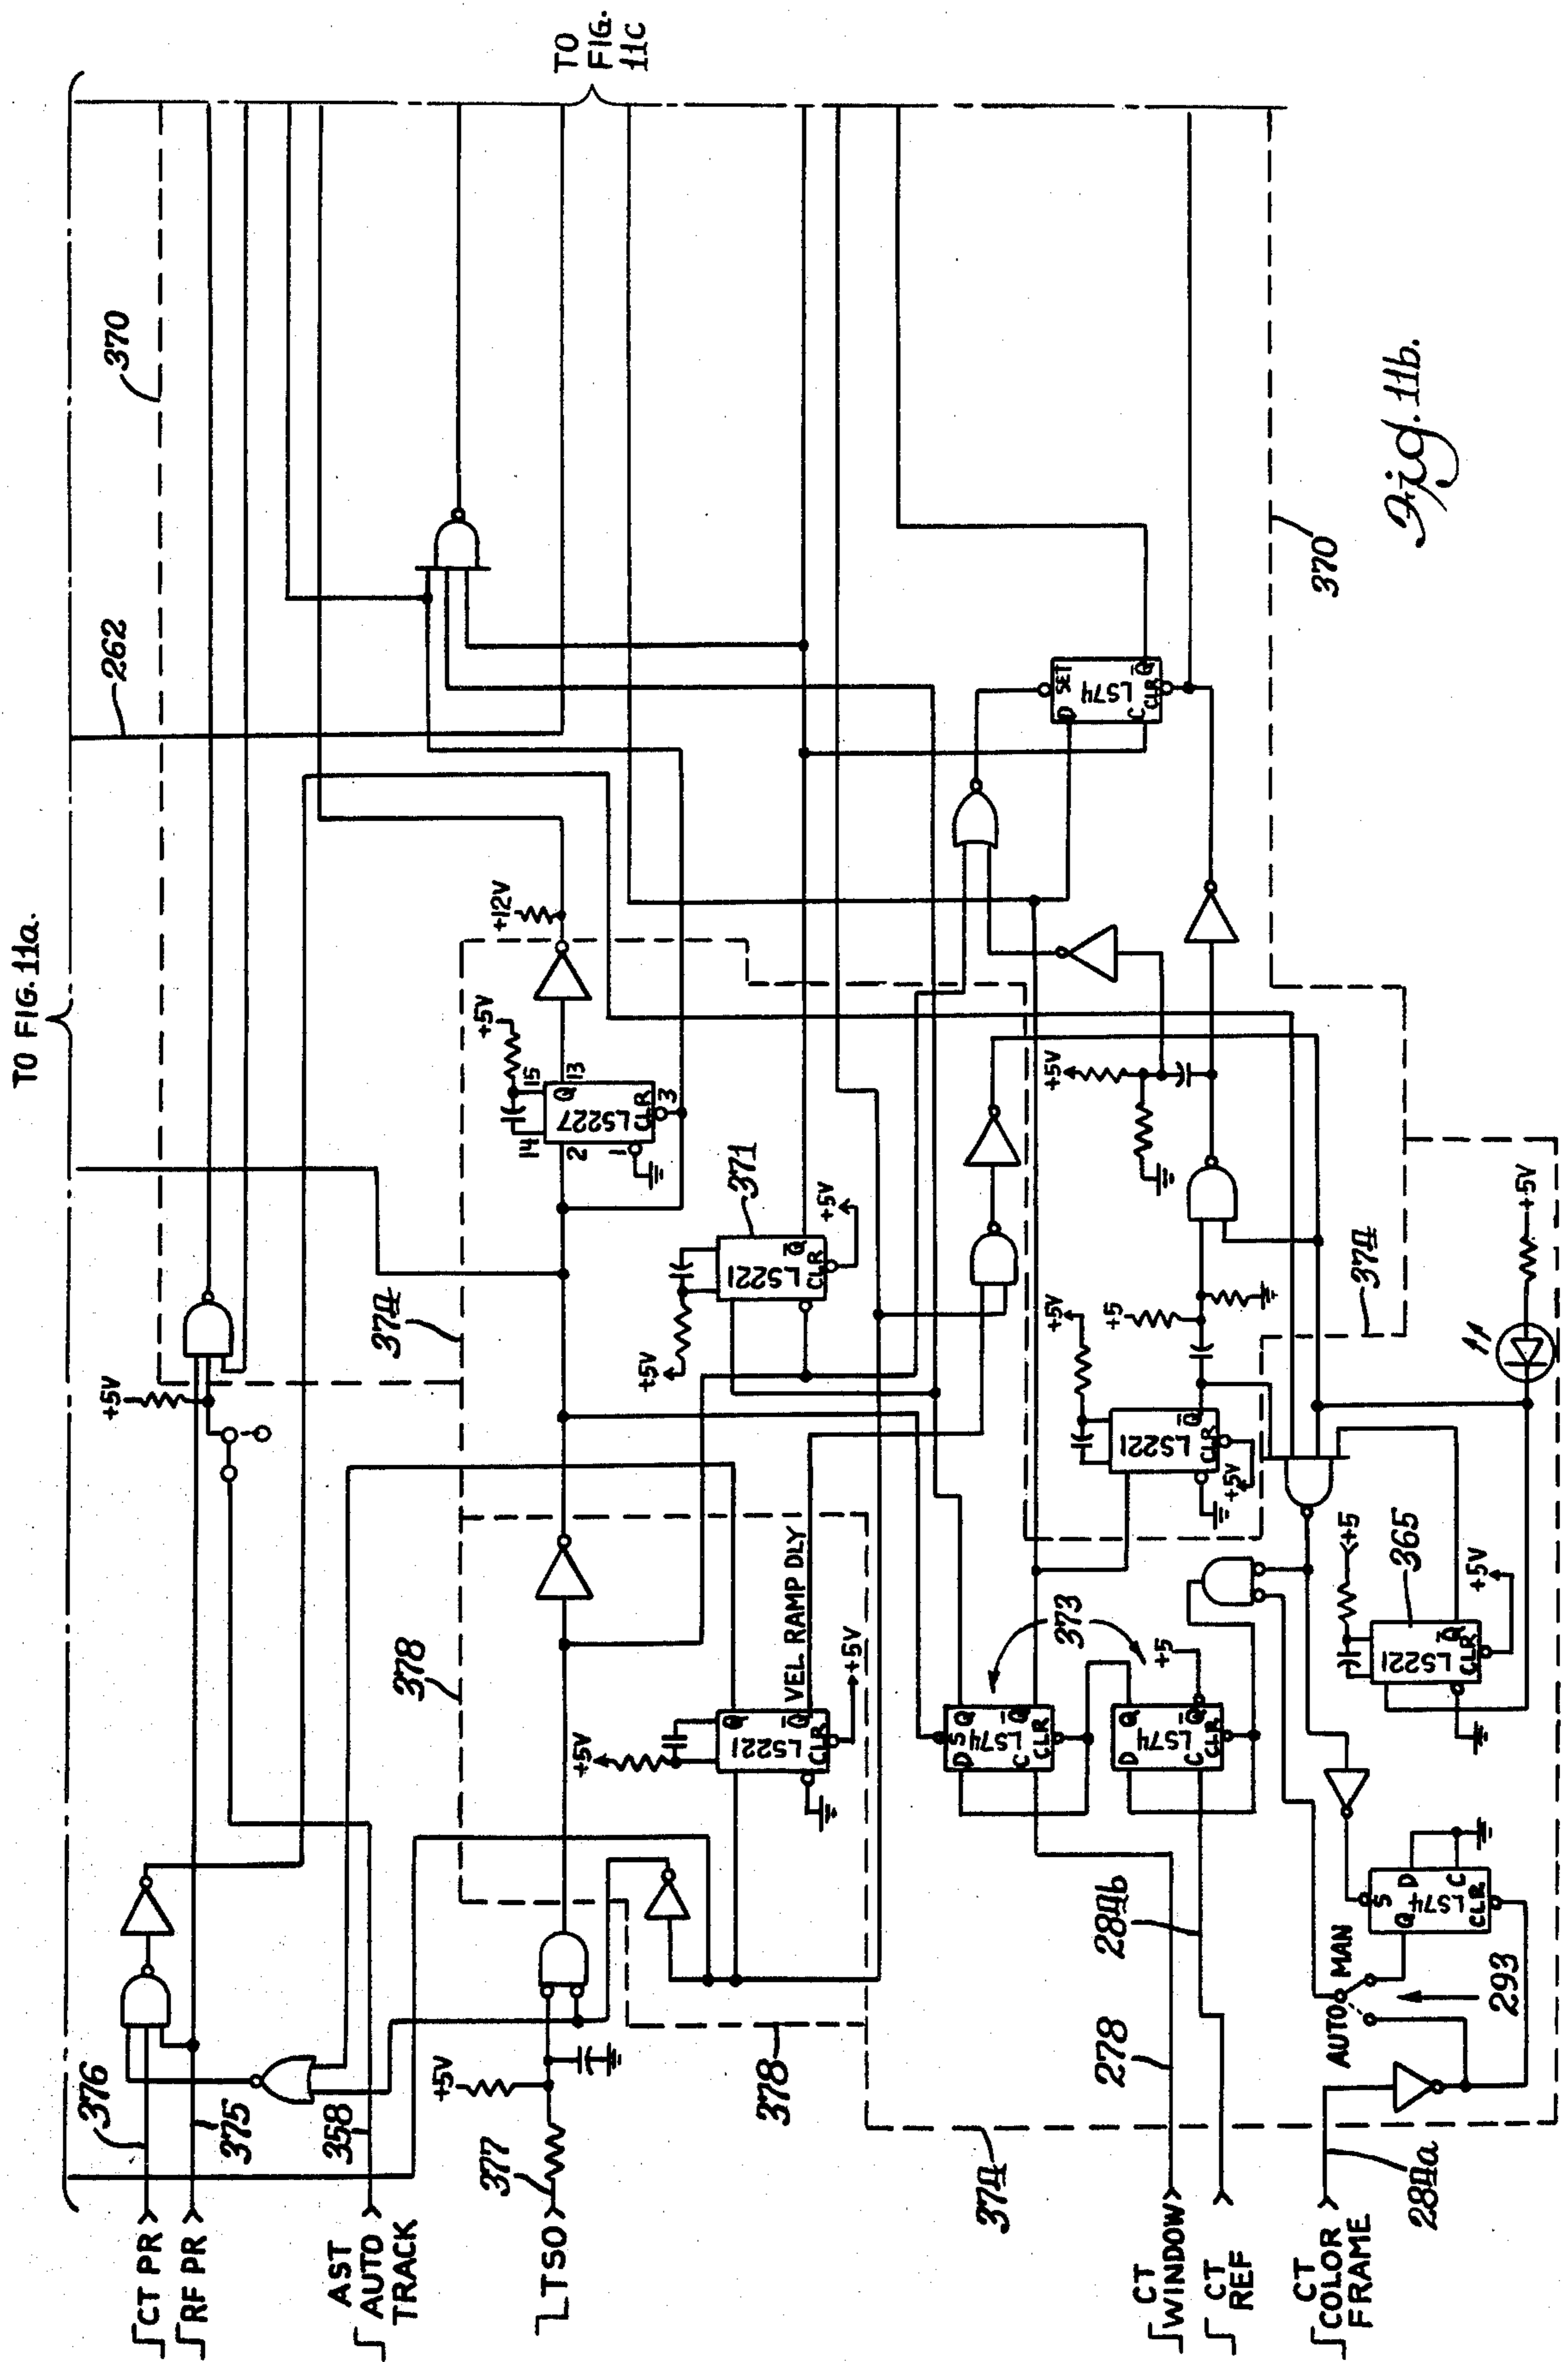 TO FIG. 11a.
TO
FIG.
11c
370
262
376
375
358
377
CT PR
RF PR
AST
AUTO
TRACK
LTSO
+5V
378
378
374
+5V
+12V
14
15
Q
13
2
LS227
1
CLR
3
371
+5V
LS221
Q
CLR
+5V
+5V
Q
VEL RAMP DLY
Q
LS221
CLR
+5V
373
S
D
Q
LS74
C
Q
CLR
D
Q
+5
LS74
C
Q
CLR
+5V
LS221
Q
CLR
+5V
+5
+5V
D
SET
LS74
C
Q
CLR
370
374
374
278
284b
284a
CT
WINDOW
CT
REF
CT
COLOR
FRAME
AUTO
MAN
293
S
D
Q
LS74
C
CLR
365
+5
LS221
Q
CLR
+5V
+5V
Fig. 11b.